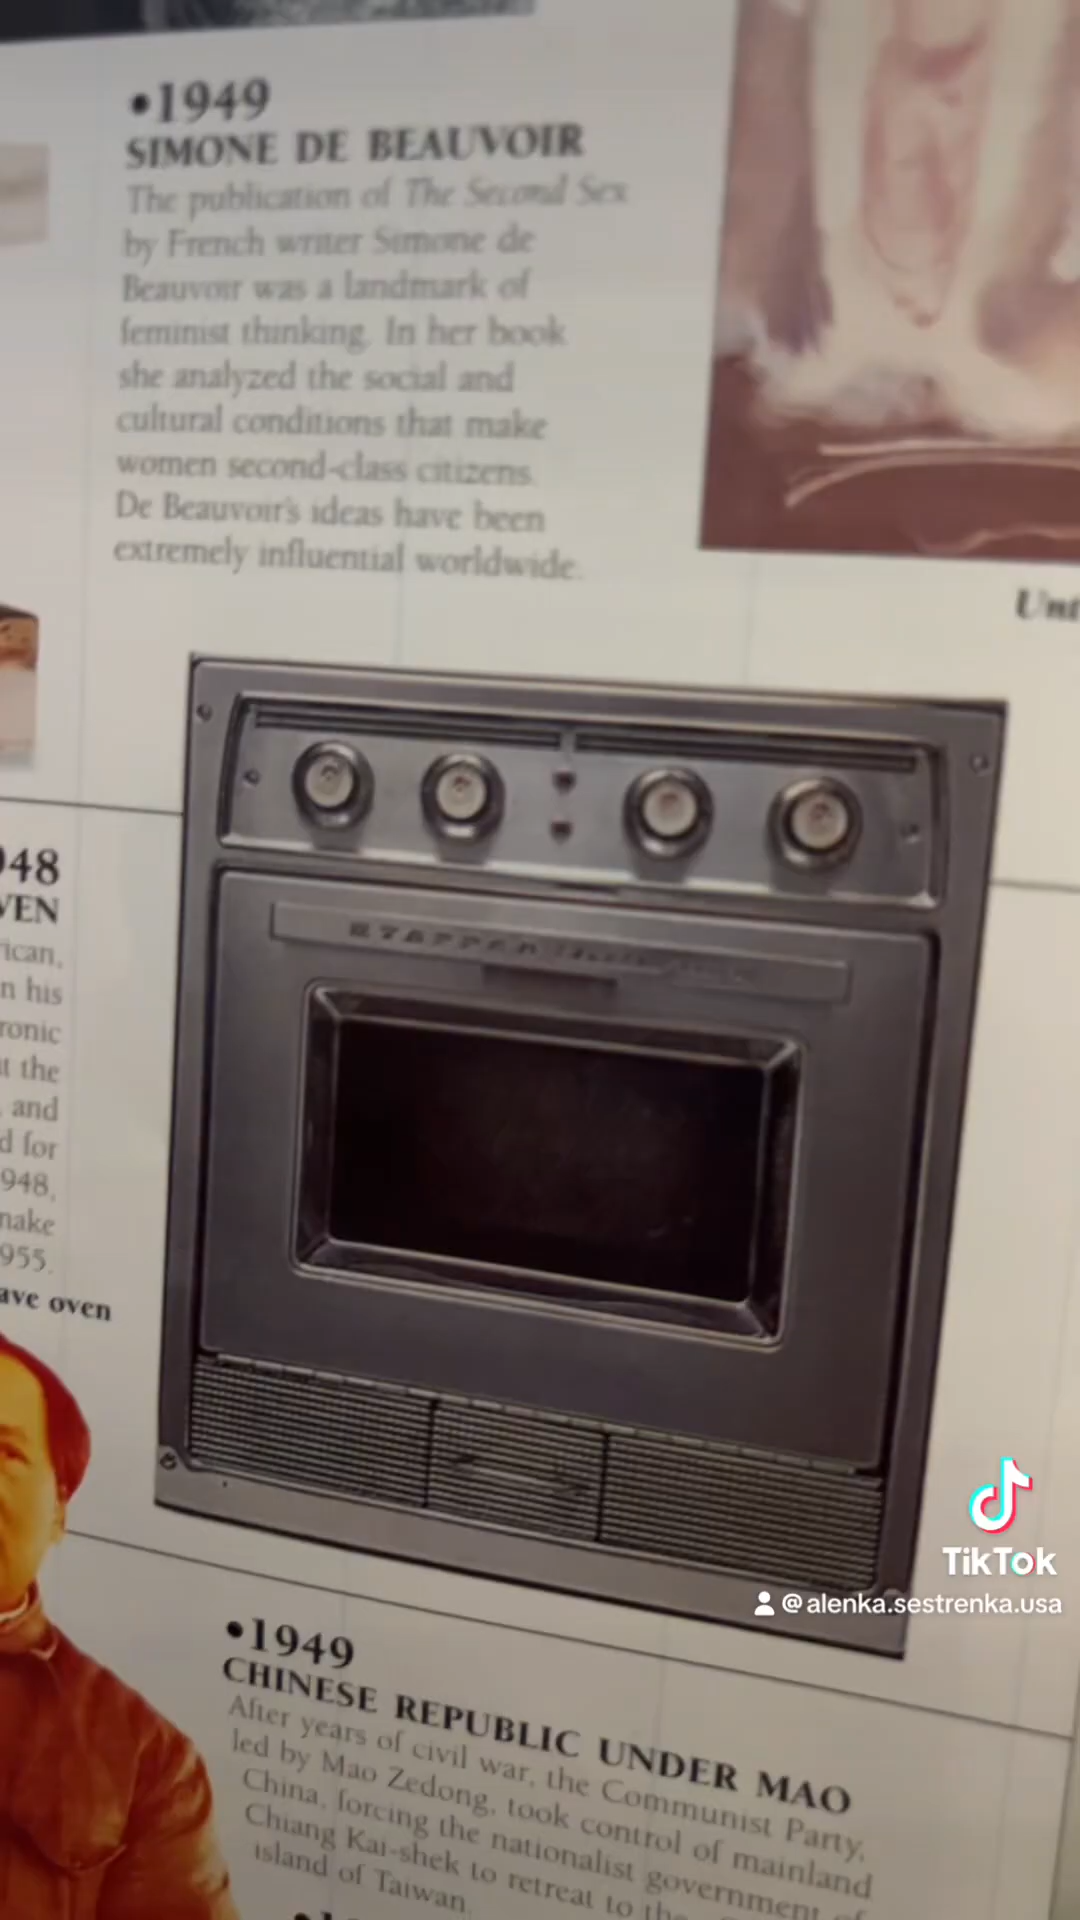 •1949
SIMONE DE BEAUVOIR
The publication of The Second Sex
by French writer Simone de
Beauvoir was a landmark of
feminist thinking. In her book
she analyzed the social and
cultural conditions that make
women second-class citizens.
De Beauvoir's ideas have been
extremely influential worldwide.
Unt
948
VEN
rican,
n his
ronic
t the
, and
d for
948,
make
955.
ave oven
TikTok
@alenka.sestrenka.usa
•1949
CHINESE REPUBLIC UNDER MAO
After years of civil war, the Communist Party,
led by Mao Zedong, took control of mainland
China, forcing the nationalist government of
Chiang Kai-shek to retreat to the
island of Taiwan.